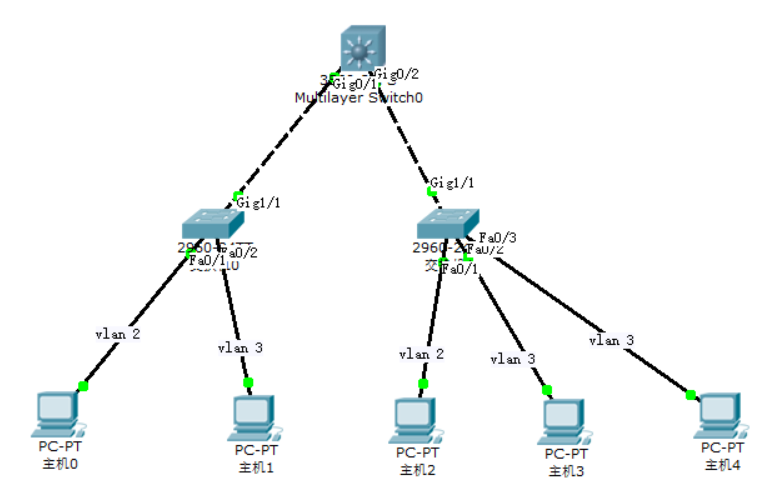 Gig0/2
Gig0/1
Multilayer Switch0
Gig1/1
Gig1/1
Fa0/2
Fa0/1
Fa0/3
Fa0/2
Fa0/1
vlan 2
vlan 3
vlan 2
vlan 3
vlan 3
PC-PT
主机0
PC-PT
主机1
PC-PT
主机2
PC-PT
主机3
PC-PT
主机4